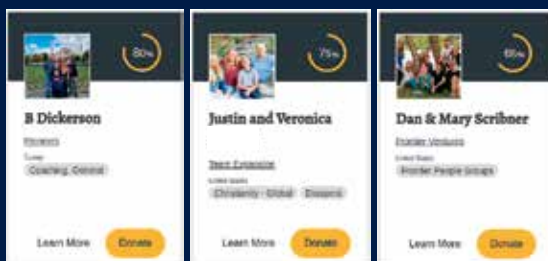 80%
B Dickerson
Pioneers
Turkey
Coaching, General
Learn More
Donate
75%
Justin and Veronica
Team Expansion
United States
Christianity - Global
Diaspora
Learn More
Donate
Dan & Mary Scribner
Frontier Ventures
United States
Frontier People Groups
Learn More
Donate